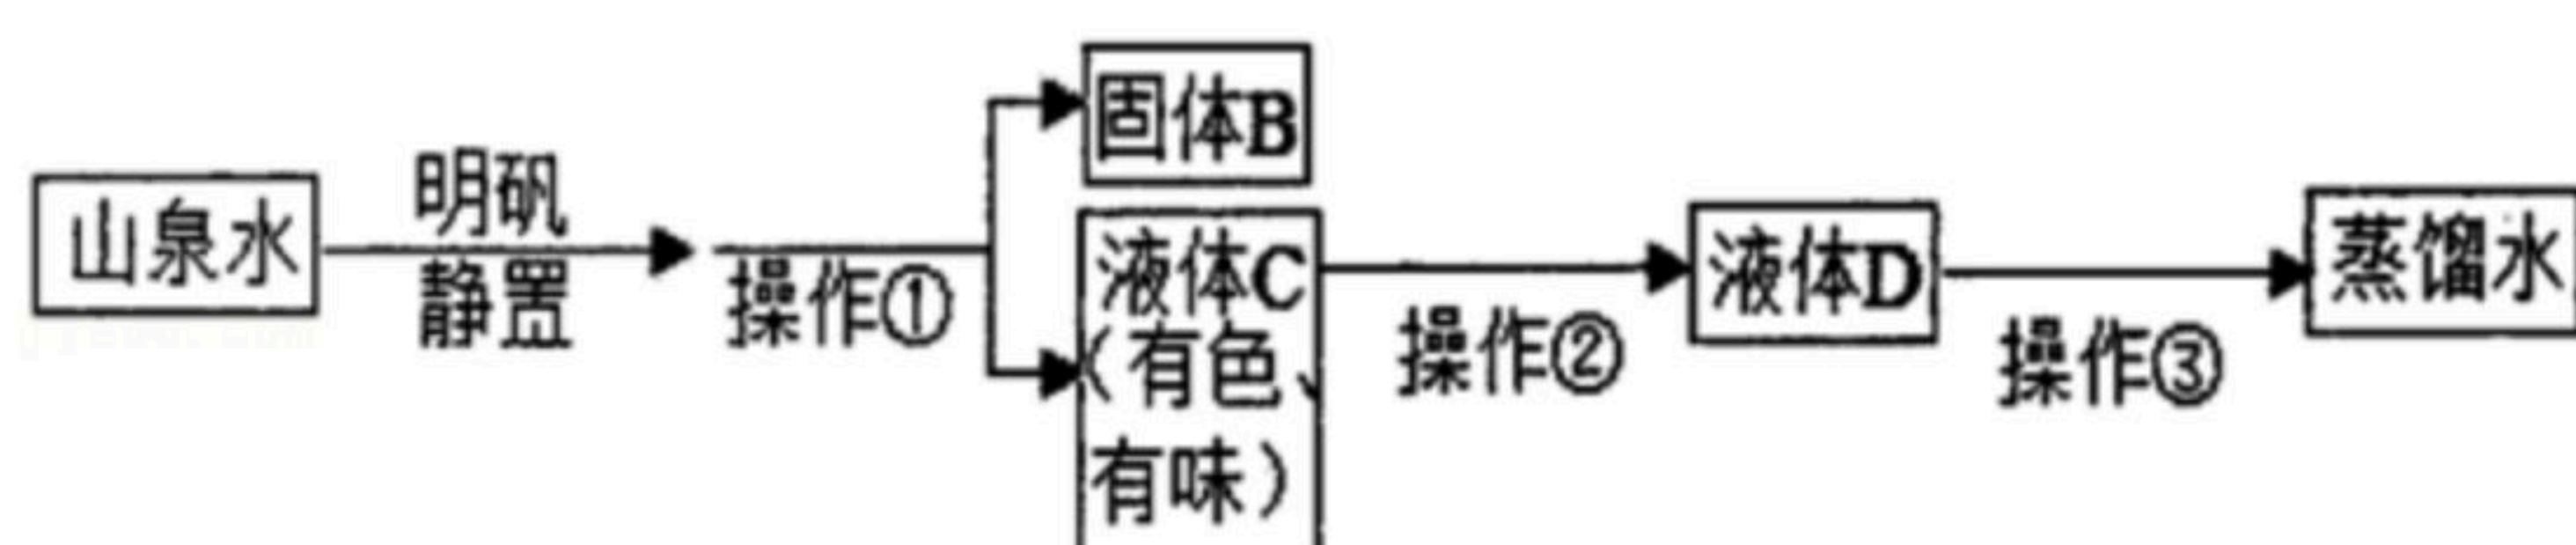 山泉水
明矾
静置
操作①
固体B
液体C
(有色、
有味)
操作②
液体D
操作③
蒸馏水